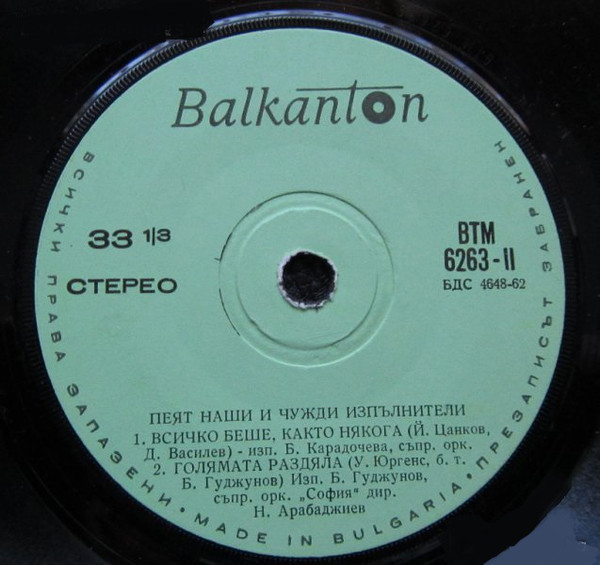 Balkanton
33 1/3
СТЕРЕО
ВТМ
6263-II
БДС 4648-62
ПЕЯТ НАШИ И ЧУЖДИ ИЗПЪЛНИТЕЛИ
1. ВСИЧКО БЕШЕ, КАКТО НЯКОГА (Й. Цанков,
Д. Василев) - изп. Б. Карадочева, съпр. орк.
2. ГОЛЯМАТА РАЗДЯЛА (У. Юргенс, б. т.
Б. Гуджунов) Изп. Б. Гуджунов,
съпр. орк. „София" дир.
Н. Арабаджиев
ВСИЧКИ ПРАВА ЗАПАЗЕНИ • MADE IN BULGARIA • ПРЕЗАПИСЪТ ЗАБРАНЕН